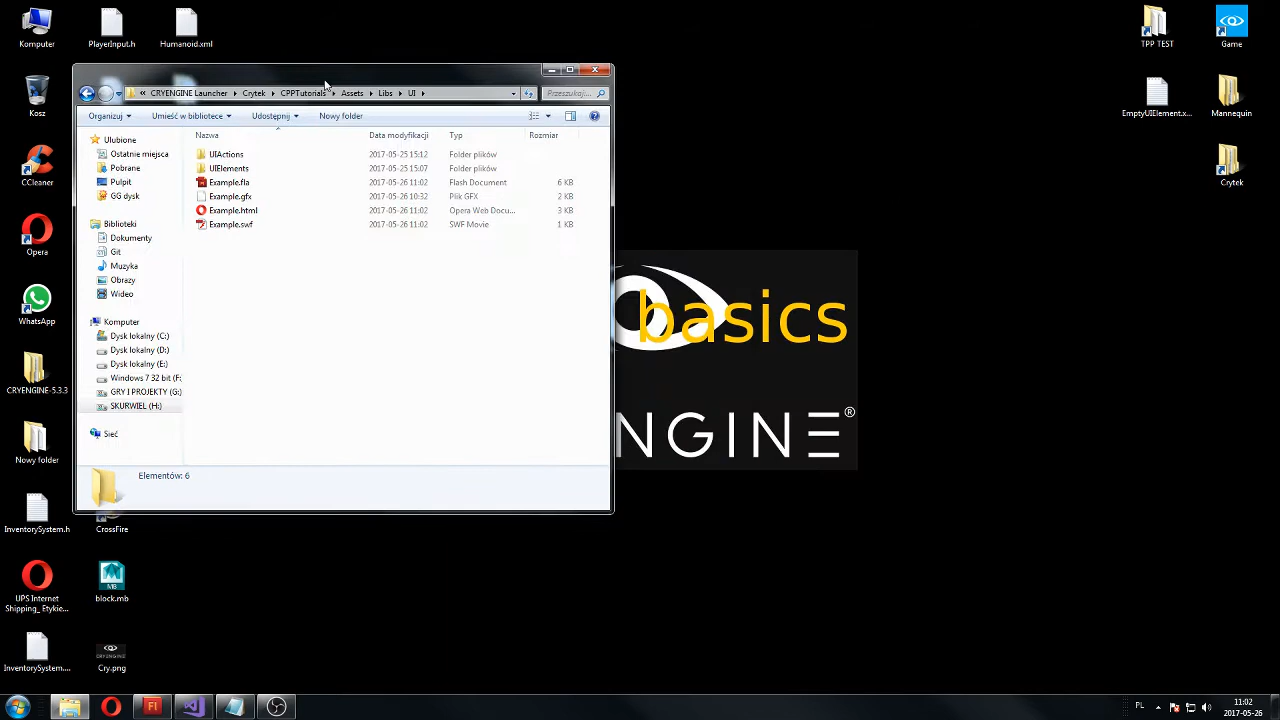 Komputer
PlayerInput.h
Humanoid.xml
TPP TEST
Game
Kosz
EmptyUIElement.x...
Mannequin
CCleaner
Crytek
Opera
WhatsApp
CRYENGINE-5.3.3
New folder
InventorySystem.h
CrossFire
UPS Internet
Shipping_ Etykie...
block.mb
InventorySystem....
Cry.png
« CRYENGINE Launcher Crytek CPPTutorials Assets Libs UI
Przeszukaj:...
Organizuj Umieść w bibliotece Udostępnij New folder
Ulubione
Ostatnie miejsca
Pobrane
Pulpit
GG dysk
Biblioteki
Dokumenty
Git
Muzyka
Obrazy
Wideo
Komputer
Dysk lokalny (C:)
Dysk lokalny (D:)
Dysk lokalny (E:)
Windows 7 32 bit (F:
GRY I PROJEKTY (G:)
SKURWIEL (H:)
Sieć
Nazwa Data modyfikacji Typ Rozmiar
UIActions 2017-05-25 15:12 Folder plików
UIElements 2017-05-25 15:07 Folder plików
Example.fla 2017-05-26 11:02 Flash Document 6 KB
Example.gfx 2017-05-26 10:32 Plik GFX 2 KB
Example.html 2017-05-26 11:02 Opera Web Docu... 3 KB
Example.swf 2017-05-26 11:02 SWF Movie 1 KB
Elementów: 6
basics
NGINE®
Fl
PL
11:02
2017-05-26